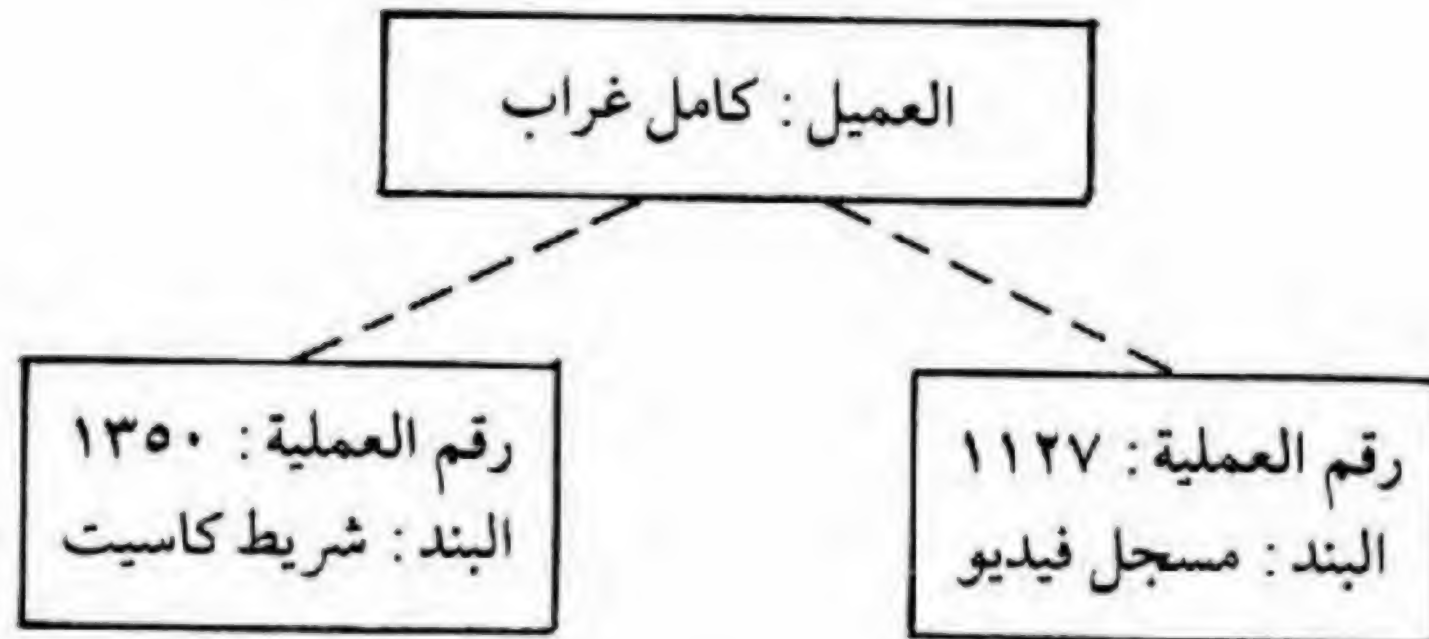 العميل : كامل غراب
رقم العملية : ١١٢٧
البند : مسجل فيديو
رقم العملية : ١٣٥٠
البند : شريط كاسيت